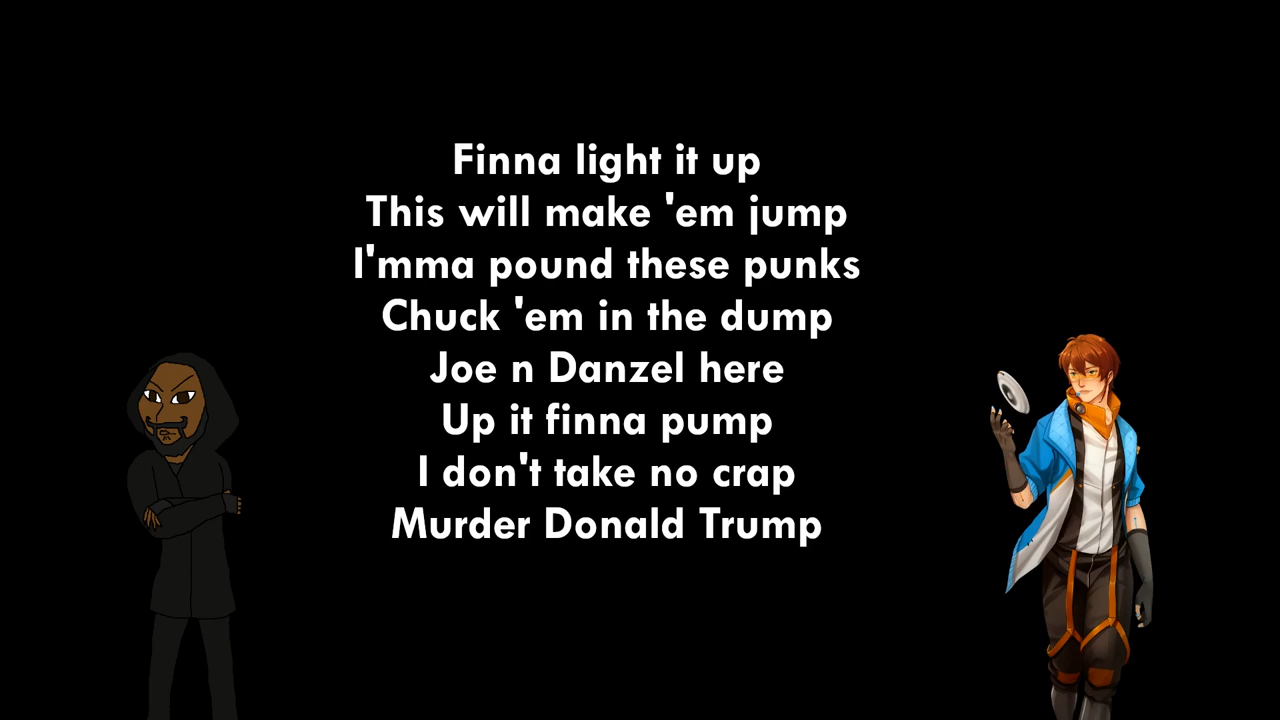 Finna light it up
This will make 'em jump
I'mma pound these punks
Chuck 'em in the dump
Joe n Danzel here
Up it finna pump
I don't take no crap
Murder Donald Trump